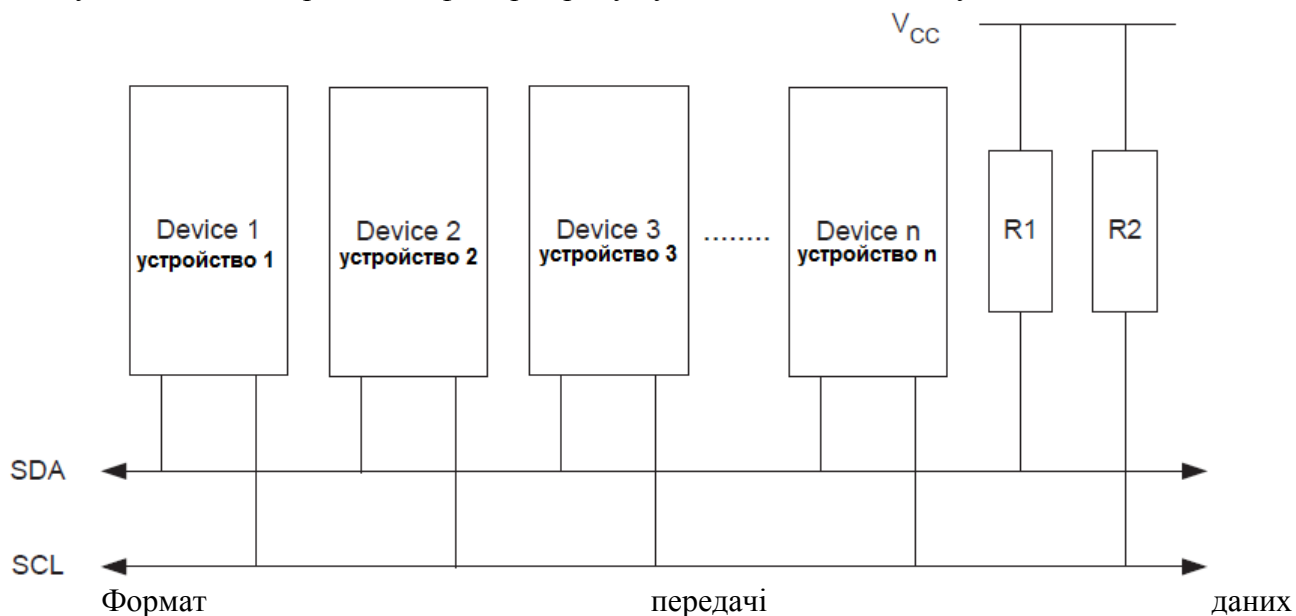 V_CC
Device 1
устройство 1
Device 2
устройство 2
Device 3
устройство 3
........
Device n
устройство n
R1
R2
SDA
SCL
Формат передачі даних